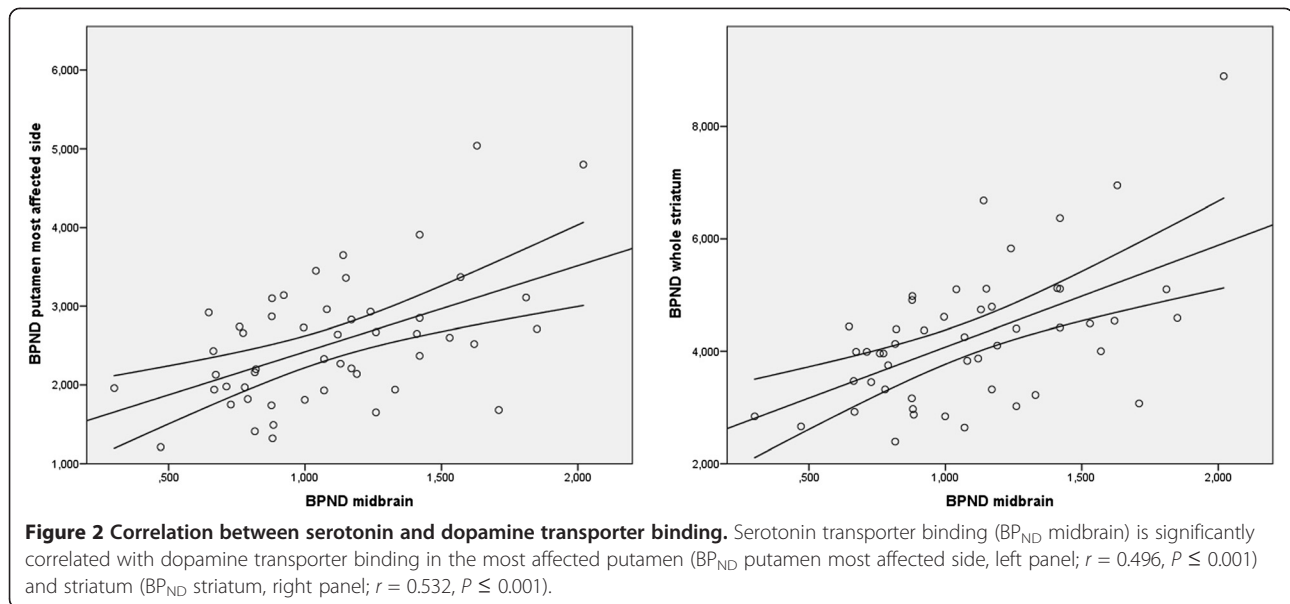 6,000
5,000
4,000
3,000
2,000
1,000
BPND putamen most affected side
,500 1,000 1,500 2,000
BPND midbrain
8,000
6,000
4,000
2,000
BPND whole striatum
,500 1,000 1,500 2,000
BPND midbrain
Figure 2 Correlation between serotonin and dopamine transporter binding. Serotonin transporter binding (BPND midbrain) is significantly
correlated with dopamine transporter binding in the most affected putamen (BPND putamen most affected side, left panel; r = 0.496, P ≤ 0.001)
and striatum (BPND striatum, right panel; r = 0.532, P ≤ 0.001).